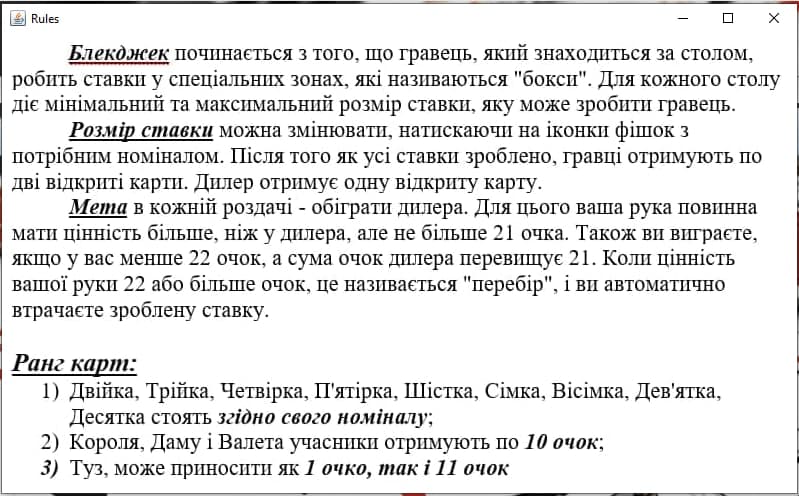 Rules
Блекджек починається з того, що гравець, який знаходиться за столом,
робить ставки у спеціальних зонах, які називаються "бокси". Для кожного столу
діє мінімальний та максимальний розмір ставки, яку може зробити гравець.
Розмір ставки можна змінювати, натискаючи на іконки фішок з
потрібним номіналом. Після того як усі ставки зроблено, гравці отримують по
дві відкриті карти. Дилер отримує одну відкриту карту.
Мета в кожній роздачі - обіграти дилера. Для цього ваша рука повинна
мати цінність більше, ніж у дилера, але не більше 21 очка. Також ви виграєте,
якщо у вас менше 22 очок, а сума очок дилера перевищує 21. Коли цінність
вашої руки 22 або більше очок, це називається "перебір", і ви автоматично
втрачаєте зроблену ставку.
Ранг карт:
1) Двійка, Трійка, Четвірка, П'ятірка, Шістка, Сімка, Вісімка, Дев'ятка,
Десятка стоять згідно свого номіналу;
2) Короля, Даму і Валета учасники отримують по 10 очок;
3) Туз, може приносити як 1 очко, так і 11 очок